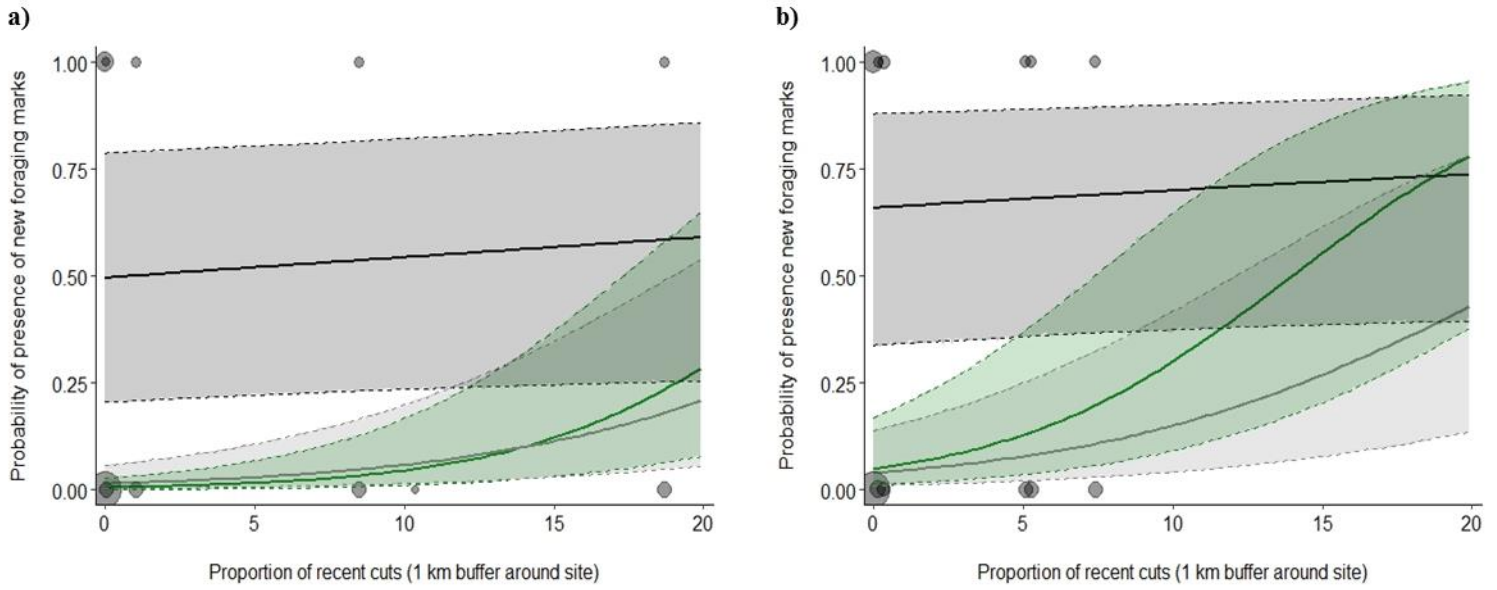 a)
Probability of presence of new foraging marks
1.00
0.75
0.50
0.25
0.00
0 5 10 15 20
Proportion of recent cuts (1 km buffer around site)
b)
Probability of presence new foraging marks
1.00
0.75
0.50
0.25
0.00
0 5 10 15 20
Proportion of recent cuts (1 km buffer around site)